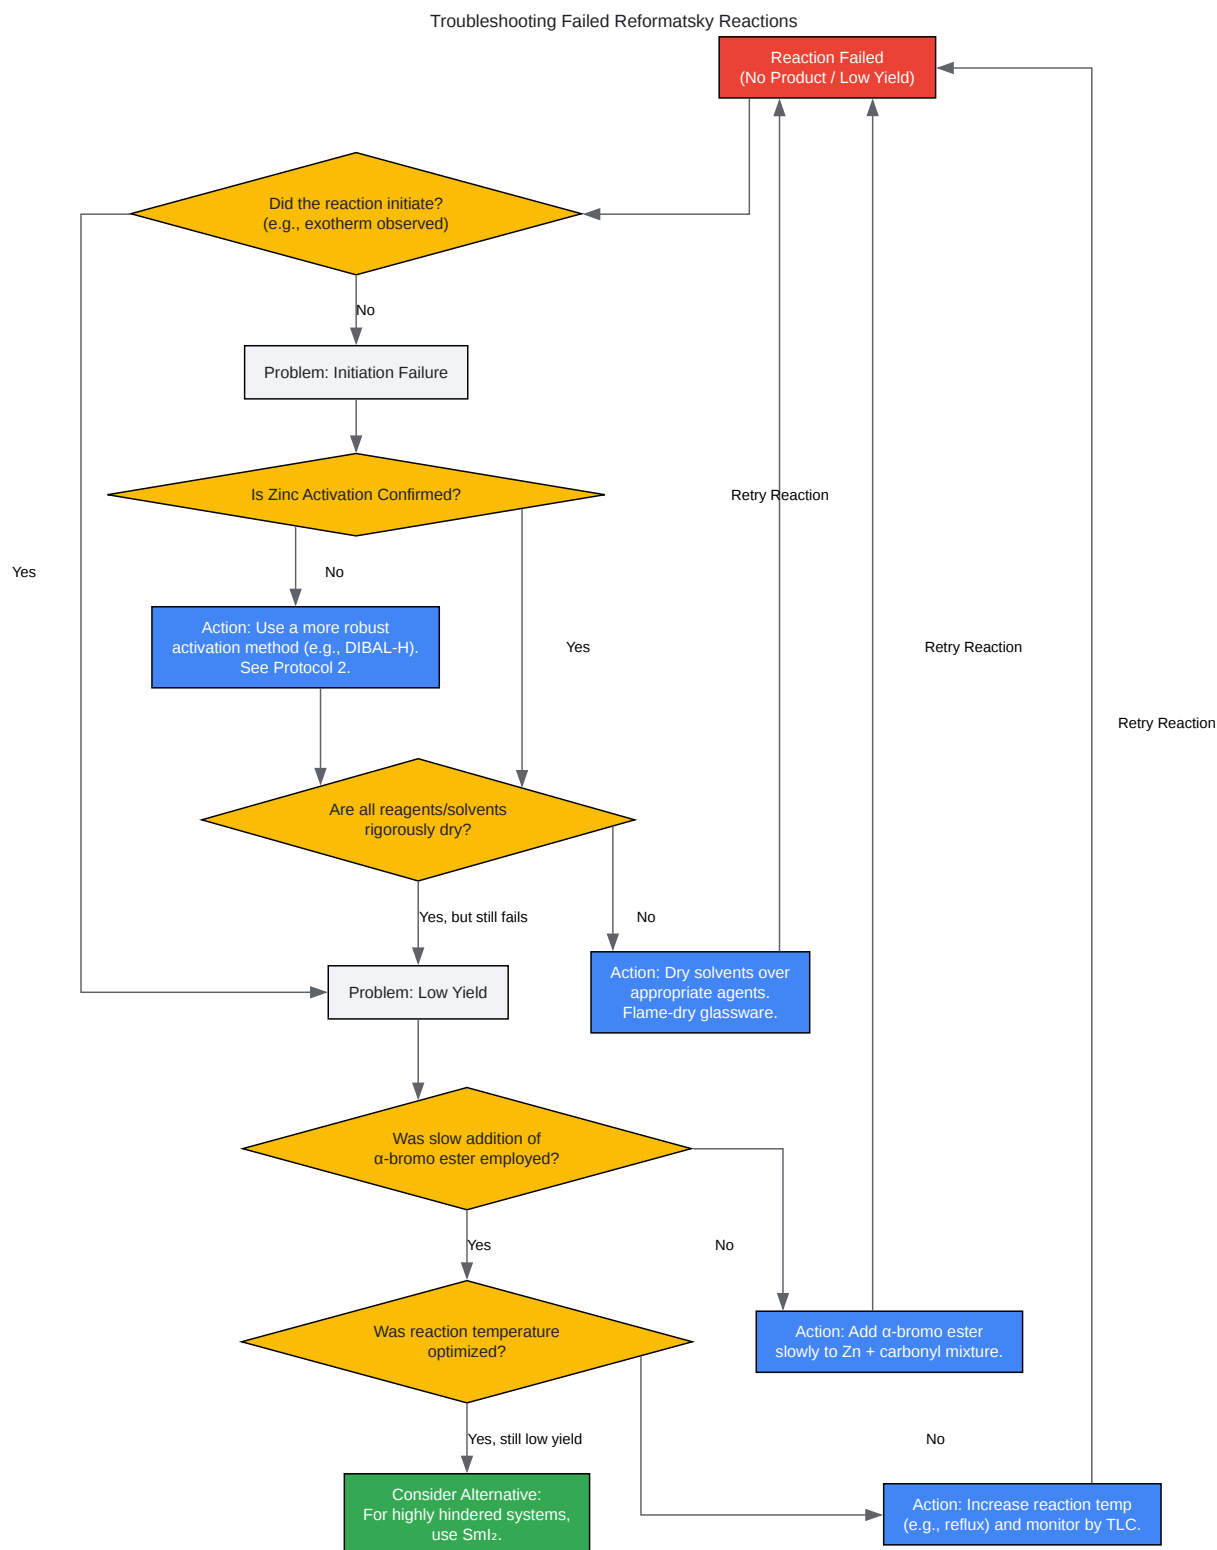 Troubleshooting Failed Reformatsky Reactions
Reaction Failed
(No Product / Low Yield)
Did the reaction initiate?
(e.g., exotherm observed)
No
Problem: Initiation Failure
Is Zinc Activation Confirmed?
Retry Reaction
Yes
No
Action: Use a more robust
activation method (e.g., DIBAL-H).
See Protocol 2.
Yes
Retry Reaction
Retry Reaction
Are all reagents/solvents
rigorously dry?
Yes, but still fails
No
Problem: Low Yield
Action: Dry solvents over
appropriate agents.
Flame-dry glassware.
Was slow addition of
α-bromo ester employed?
Yes
No
Was reaction temperature
optimized?
Action: Add α-bromo ester
slowly to Zn + carbonyl mixture.
Yes, still low yield
No
Consider Alternative:
For highly hindered systems,
use SmI₂.
Action: Increase reaction temp
(e.g., reflux) and monitor by TLC.